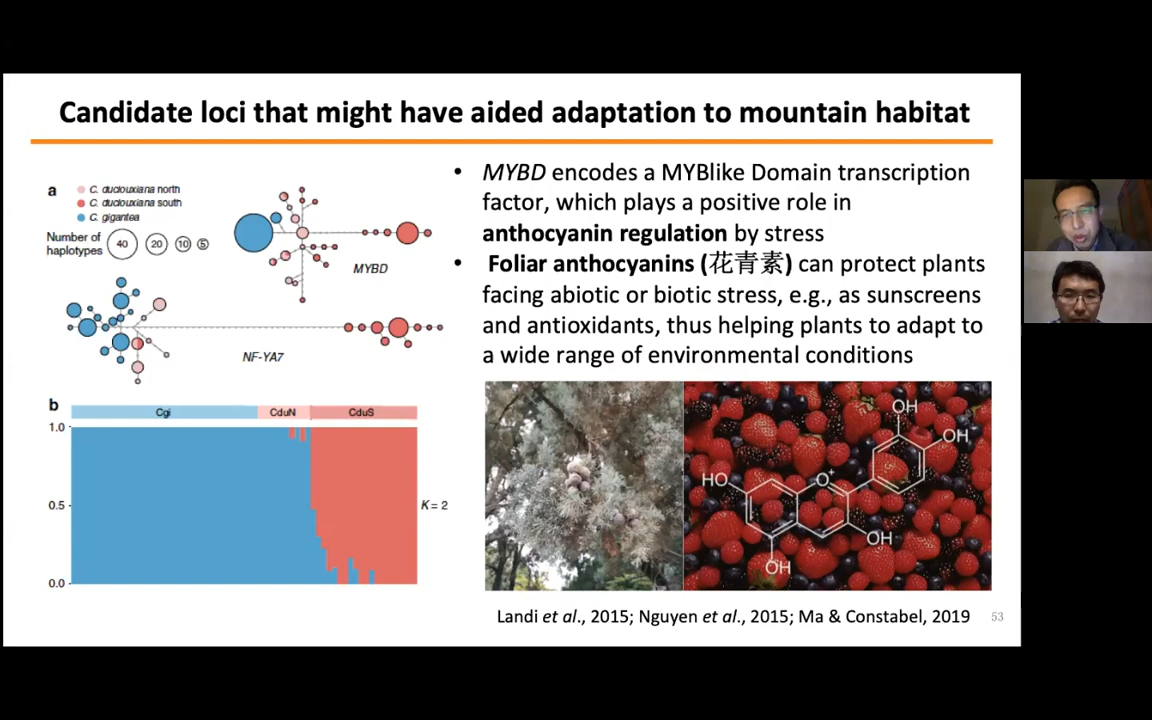 Candidate loci that might have aided adaptation to mountain habitat
a
C. duclouxiana north
C. duclouxiana south
C. gigantea
Number of
haplotypes
40
20
10
5
MYBD
NF-YA7
b
Cgi
CduN
CduS
1.0
0.5
0.0
K = 2
• MYBD encodes a MYBlike Domain transcription
factor, which plays a positive role in
anthocyanin regulation by stress
• Foliar anthocyanins (花青素) can protect plants
facing abiotic or biotic stress, e.g., as sunscreens
and antioxidants, thus helping plants to adapt to
a wide range of environmental conditions
OH
OH
HO
O+
OH
OH
Landi et al., 2015; Nguyen et al., 2015; Ma & Constabel, 2019
53